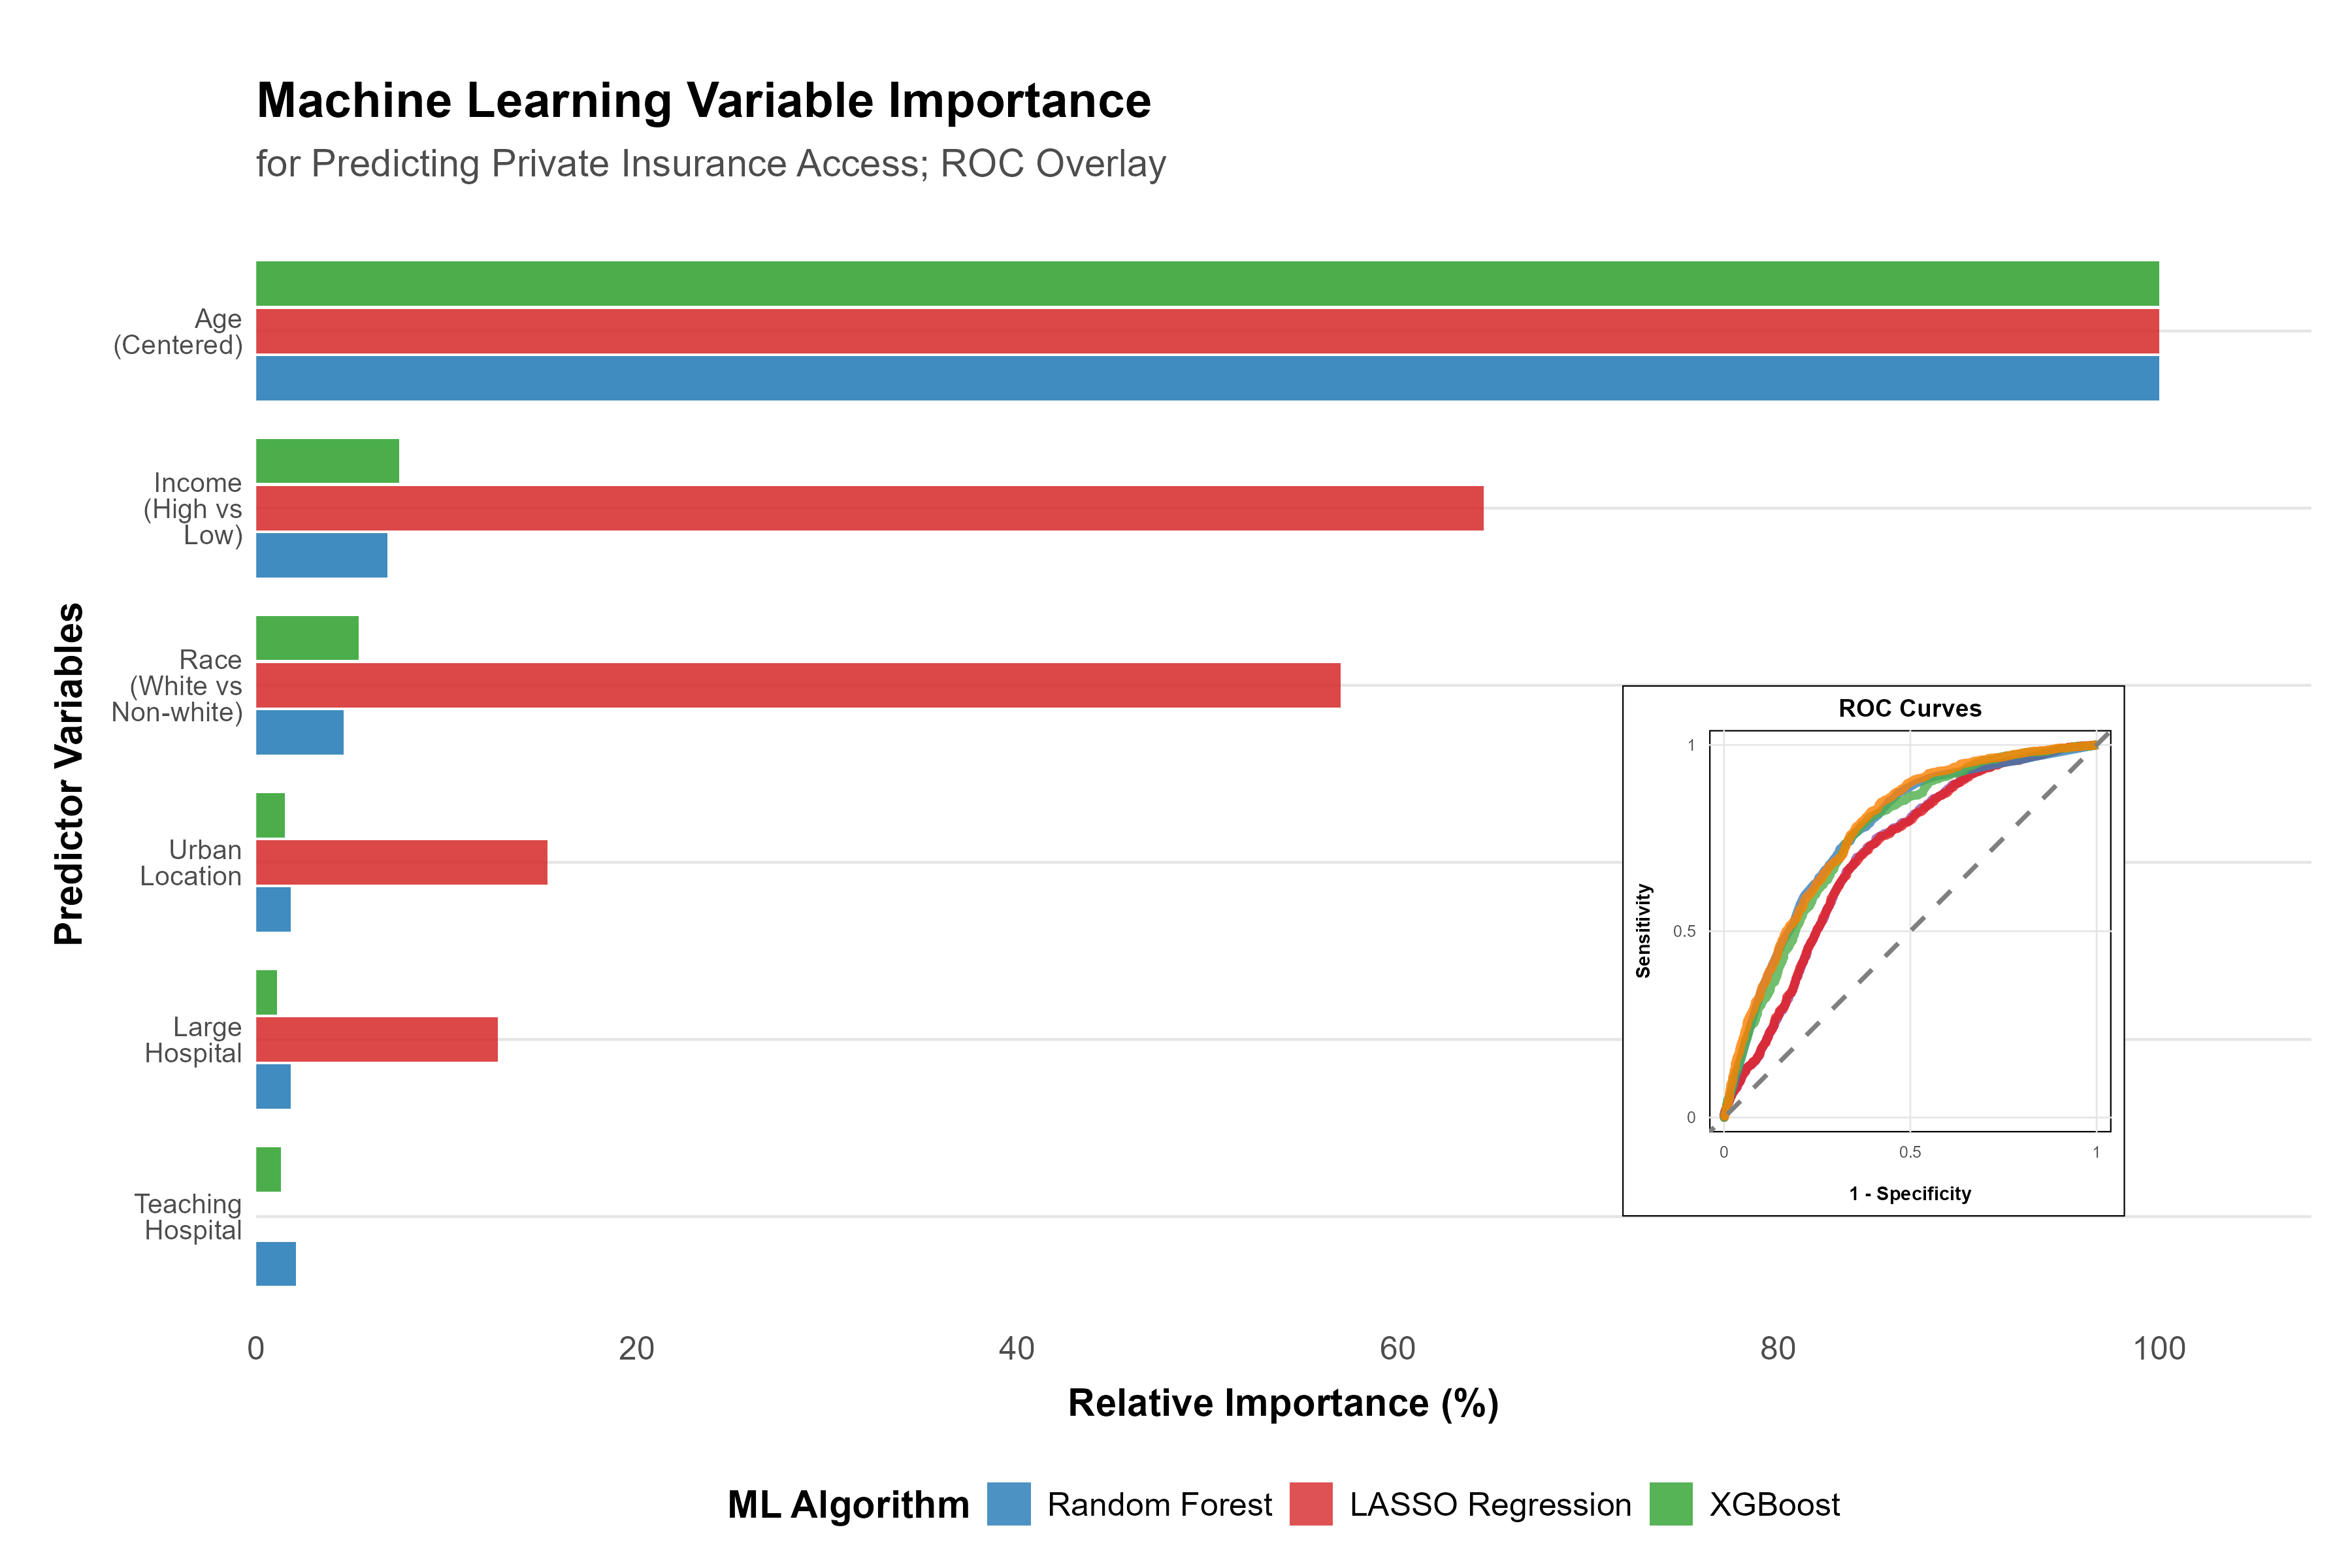 Machine Learning Variable Importance
for Predicting Private Insurance Access; ROC Overlay
Predictor Variables
Age
(Centered)
Income
(High vs
Low)
Race
(White vs
Non-white)
Urban
Location
Large
Hospital
Teaching
Hospital
ROC Curves
Sensitivity
1
0.5
0
0 0.5 1
1 - Specificity
0 20 40 60 80 100
Relative Importance (%)
ML Algorithm Random Forest LASSO Regression XGBoost